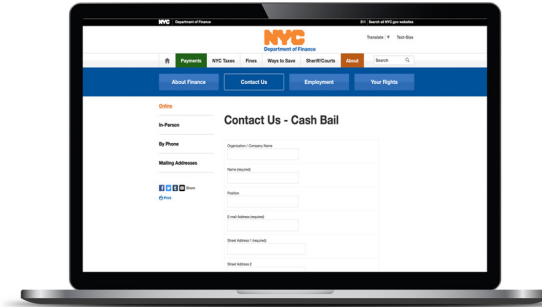 NYC Department of Finance
311 Search all NYC.gov websites
NYC
Department of Finance
Translate ▼ Text-Size
Payments NYC Taxes Fines Ways to Save Sheriff/Courts About Search
About Finance Contact Us Employment Your Rights
Online
In-Person
By Phone
Mailing Addresses
Share
Print
Contact Us - Cash Bail
Organization / Company Name
Name (required)
Position
E-mail Address (required)
Street Address 1 (required)
Street Address 2